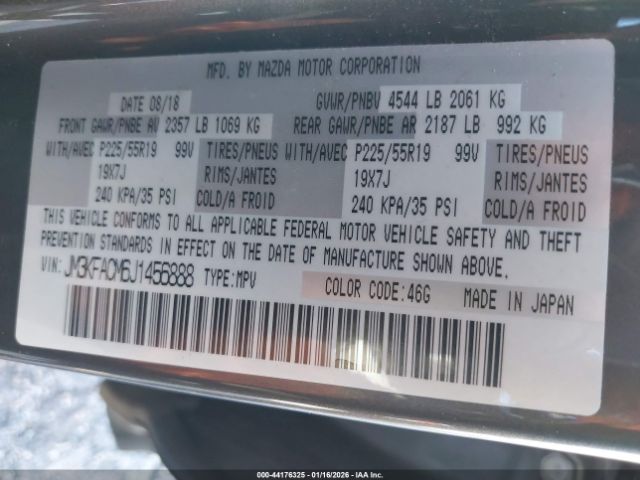 MFD. BY MAZDA MOTOR CORPORATION
DATE 08/18 GVWR/PNBV 4544 LB 2061 KG
FRONT GAWR/PNBE AV 2357 LB 1069 KG REAR GAWR/PNBE AR 2187 LB 992 KG
WITH/AVEC P225/55R19 99V TIRES/PNEUS WITH/AVEC P225/55R19 99V TIRES/PNEUS
19X7J RIMS/JANTES 19X7J RIMS/JANTES
240 KPA/35 PSI COLD/A FROID 240 KPA/35 PSI COLD/A FROID
THIS VEHICLE CONFORMS TO ALL APPLICABLE FEDERAL MOTOR VEHICLE SAFETY AND THEFT
PREVENTION STANDARDS IN EFFECT ON THE DATE OF MANUFACTURE SHOWN ABOVE.
VIN: JM3KFACM6J1456888 TYPE:MPV COLOR CODE:46G MADE IN JAPAN
000-44176325 - 01/16/2026 - IAA Inc.